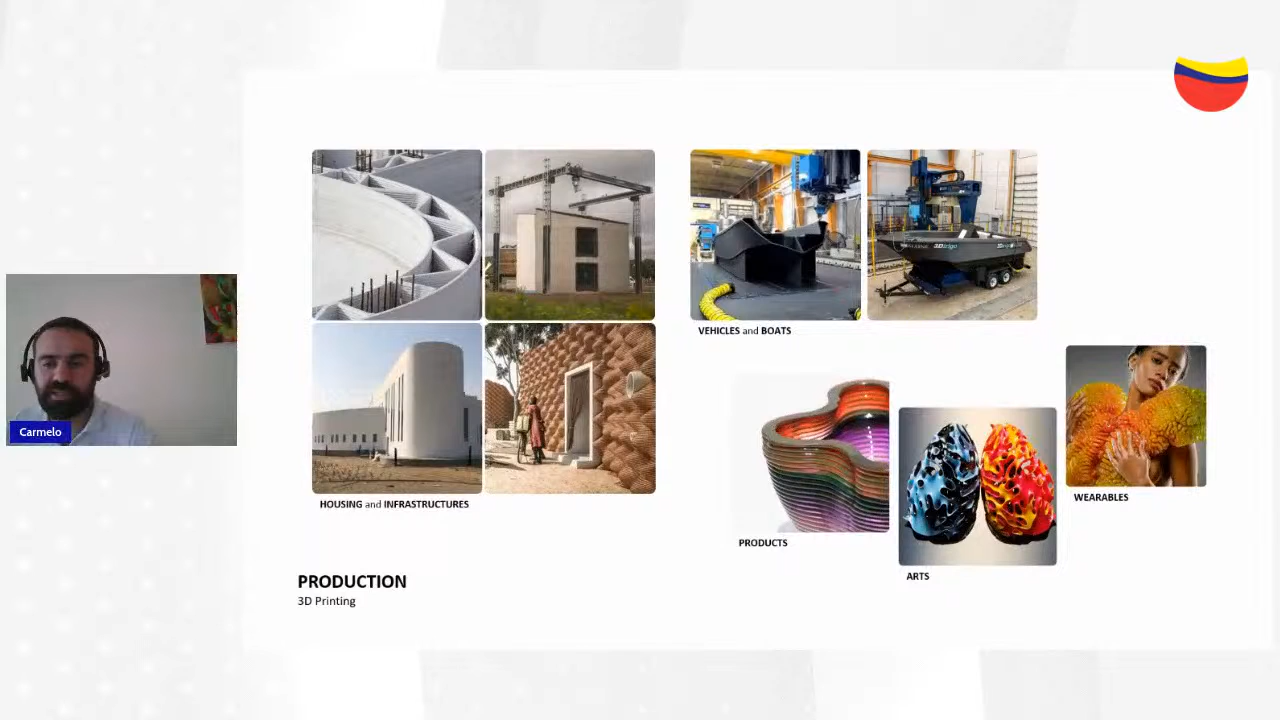 Carmelo
VEHICLES and BOATS
HOUSING and INFRASTRUCTURES
WEARABLES
PRODUCTS
ARTS
PRODUCTION
3D Printing